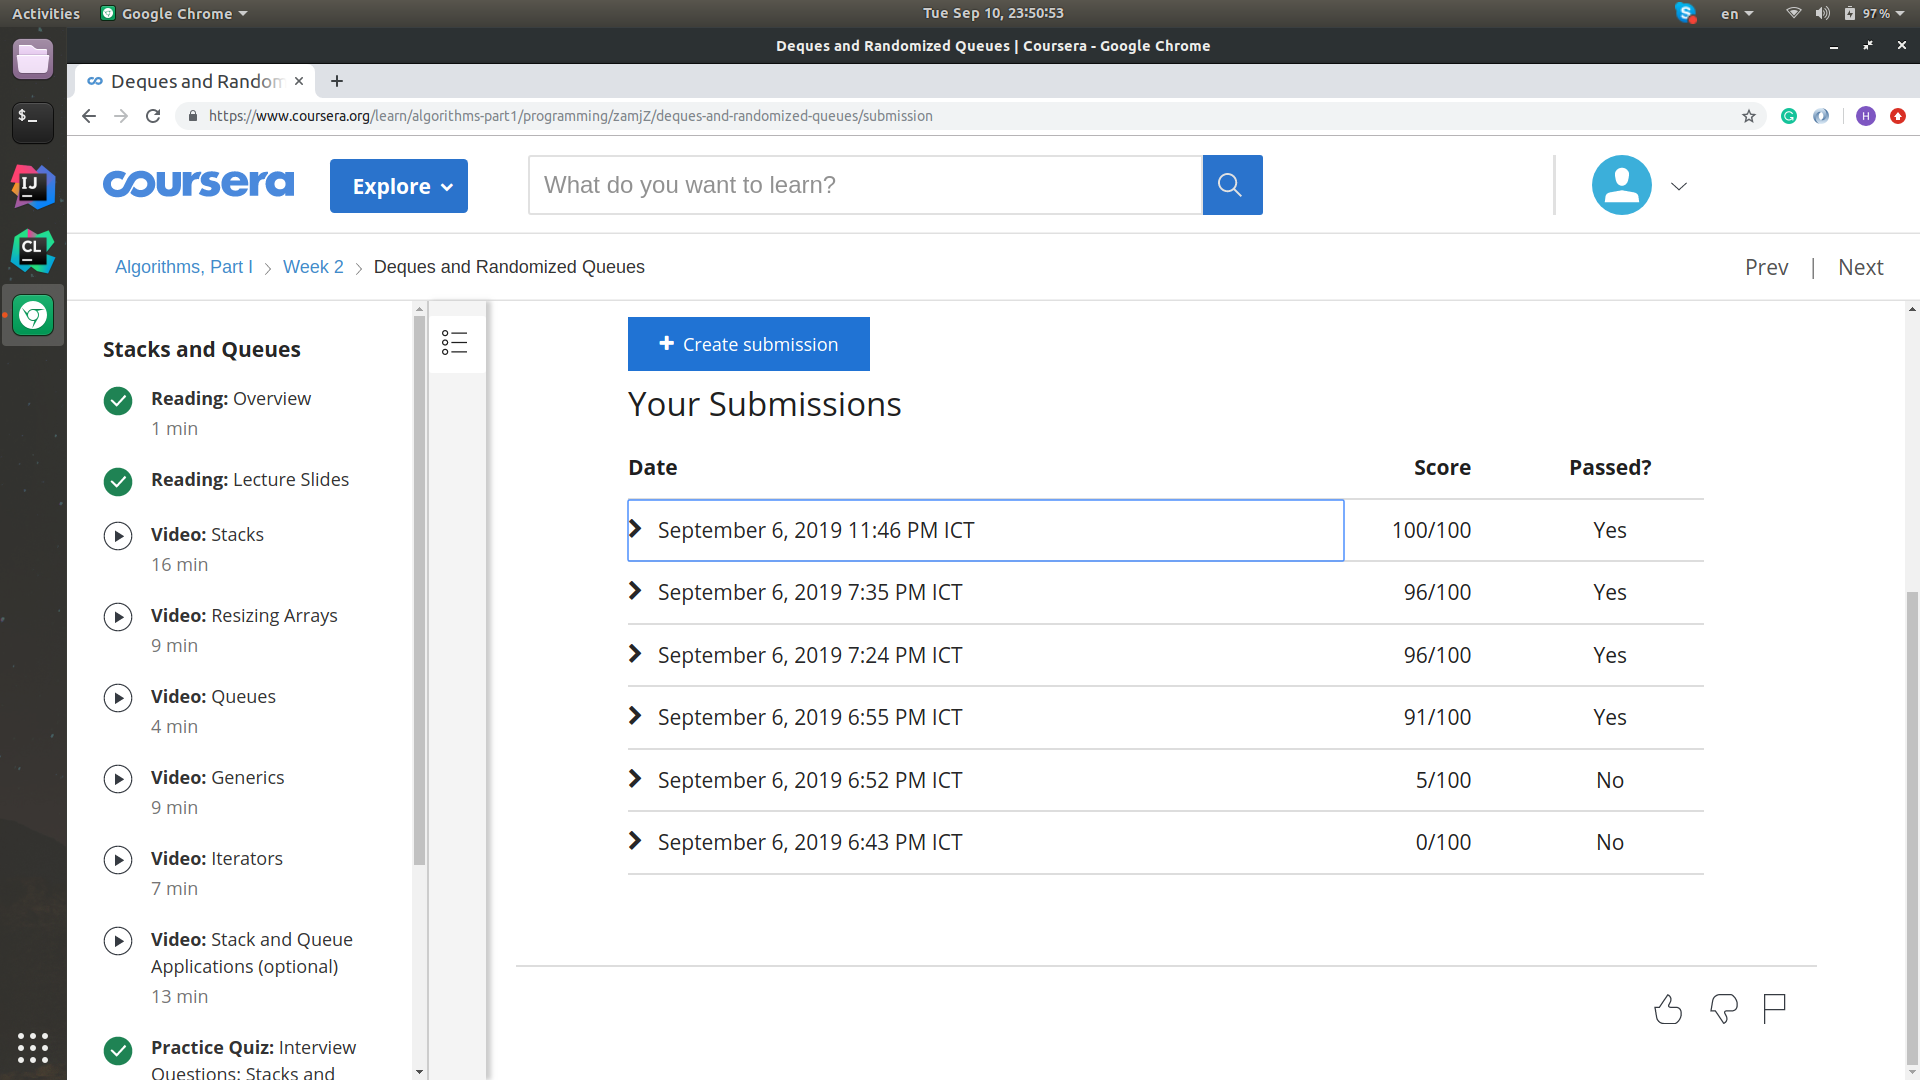 Activities Google Chrome Tue Sep 10, 23:50:53 en 97%
Deques and Randomized Queues | Coursera - Google Chrome
Deques and Random
https://www.coursera.org/learn/algorithms-part1/programming/zamjZ/deques-and-randomized-queues/submission
H
coursera Explore What do you want to learn?
Algorithms, Part I Week 2 Deques and Randomized Queues Prev | Next
Stacks and Queues
Reading: Overview
1 min
Reading: Lecture Slides
Video: Stacks
16 min
Video: Resizing Arrays
9 min
Video: Queues
4 min
Video: Generics
9 min
Video: Iterators
7 min
Video: Stack and Queue
Applications (optional)
13 min
Practice Quiz: Interview
Questions: Stacks and
+ Create submission
Your Submissions
Date Score Passed?
September 6, 2019 11:46 PM ICT 100/100 Yes
September 6, 2019 7:35 PM ICT 96/100 Yes
September 6, 2019 7:24 PM ICT 96/100 Yes
September 6, 2019 6:55 PM ICT 91/100 Yes
September 6, 2019 6:52 PM ICT 5/100 No
September 6, 2019 6:43 PM ICT 0/100 No
$_
IJ
CL